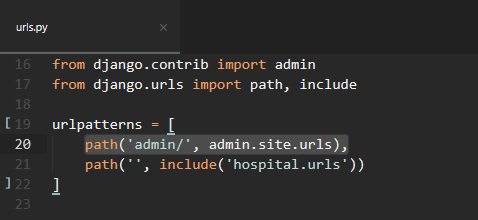 urls.py ×
16 from django.contrib import admin
17 from django.urls import path, include
18
[19 urlpatterns = [
20 path('admin/', admin.site.urls),
21 path('', include('hospital.urls'))
]22 ]
23